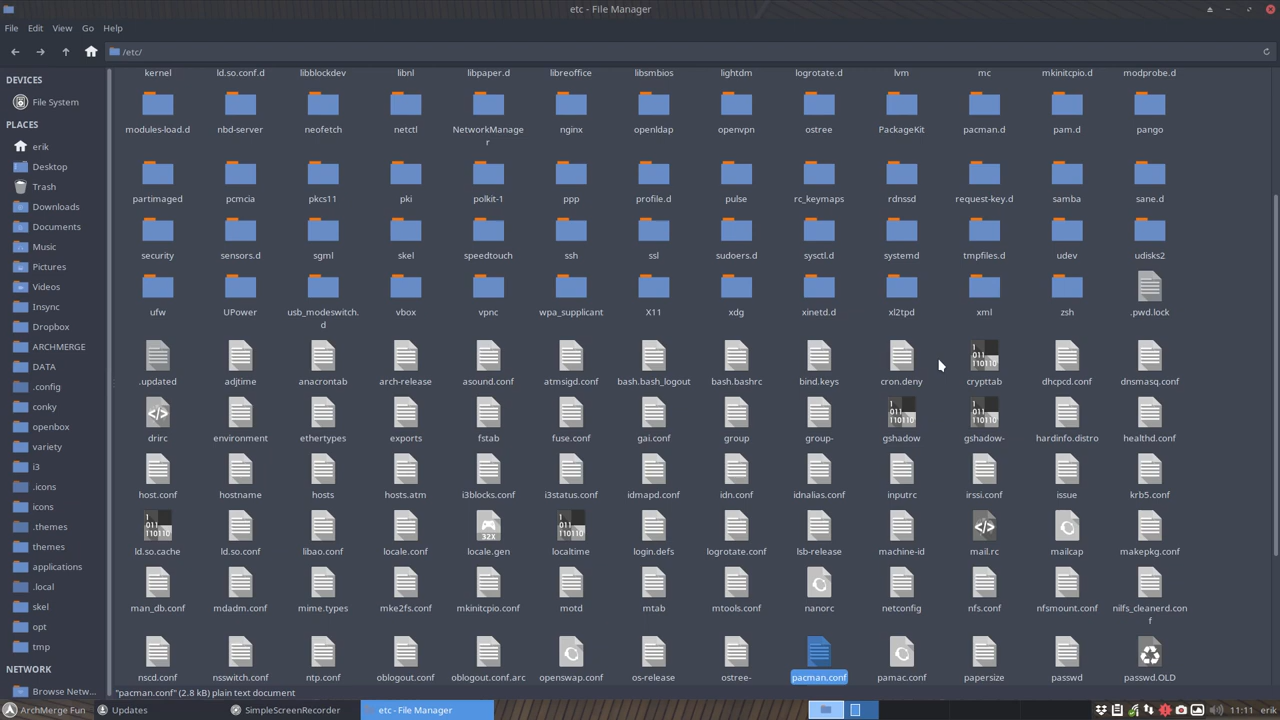 etc - File Manager
File Edit View Go Help
/etc/
DEVICES
File System
PLACES
erik
Desktop
Trash
Downloads
Documents
Music
Pictures
Videos
Insync
Dropbox
ARCHMERGE
DATA
.config
conky
openbox
variety
i3
.icons
icons
.themes
themes
applications
.local
skel
opt
tmp
NETWORK
Browse Netw...
kernel ld.so.conf.d libblockdev libnl libpaper.d libreoffice libsmbios lightdm logrotate.d lvm mc mkinitcpio.d modprobe.d
modules-load.d nbd-server neofetch netctl NetworkManage nginx openldap openvpn ostree PackageKit pacman.d pam.d pango
r
partimaged pcmcia pkcs11 pki polkit-1 ppp profile.d pulse rc_keymaps rdnssd request-key.d samba sane.d
security sensors.d sgml skel speedtouch ssh ssl sudoers.d sysctl.d systemd tmpfiles.d udev udisks2
ufw UPower usb_modeswitch. vbox vpnc wpa_supplicant X11 xdg xinetd.d xl2tpd xml zsh .pwd.lock
d
.updated adjtime anacrontab arch-release asound.conf atmsigd.conf bash.bash_logout bash.bashrc bind.keys cron.deny crypttab dhcpcd.conf dnsmasq.conf
drirc environment ethertypes exports fstab fuse.conf gai.conf group group- gshadow gshadow- hardinfo.distro healthd.conf
host.conf hostname hosts hosts.atm i3blocks.conf i3status.conf idmapd.conf idn.conf idnalias.conf inputrc irssi.conf issue krb5.conf
ld.so.cache ld.so.conf libao.conf locale.conf locale.gen localtime login.defs logrotate.conf lsb-release machine-id mail.rc mailcap makepkg.conf
man_db.conf mdadm.conf mime.types mke2fs.conf mkinitcpio.conf motd mtab mtools.conf nanorc netconfig nfs.conf nfsmount.conf nilfs_cleanerd.con
f
nscd.conf nsswitch.conf ntp.conf oblogout.conf oblogout.conf.arc openswap.conf os-release ostree- pacman.conf pamac.conf papersize passwd passwd.OLD
"pacman.conf" (2.8 kB) plain text document
ArchMerge Fun... Updates SimpleScreenRecorder etc - File Manager 11:11 erik